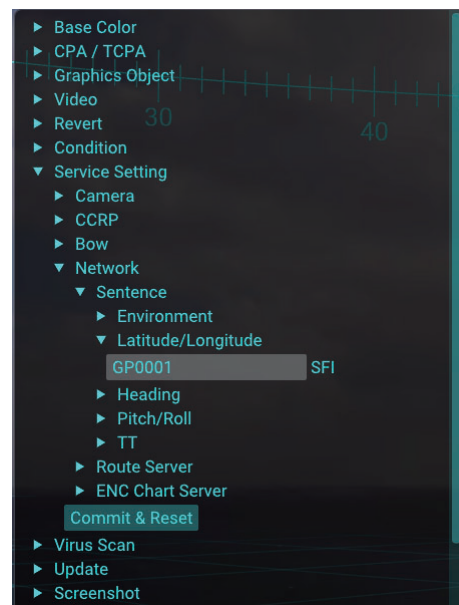 Base Color
CPA / TCPA
Graphics Object
Video
Revert
30
40
Condition
Service Setting
Camera
CCRP
Bow
Network
Sentence
Environment
Latitude/Longitude
GP0001 SFI
Heading
Pitch/Roll
TT
Route Server
ENC Chart Server
Commit & Reset
Virus Scan
Update
Screenshot